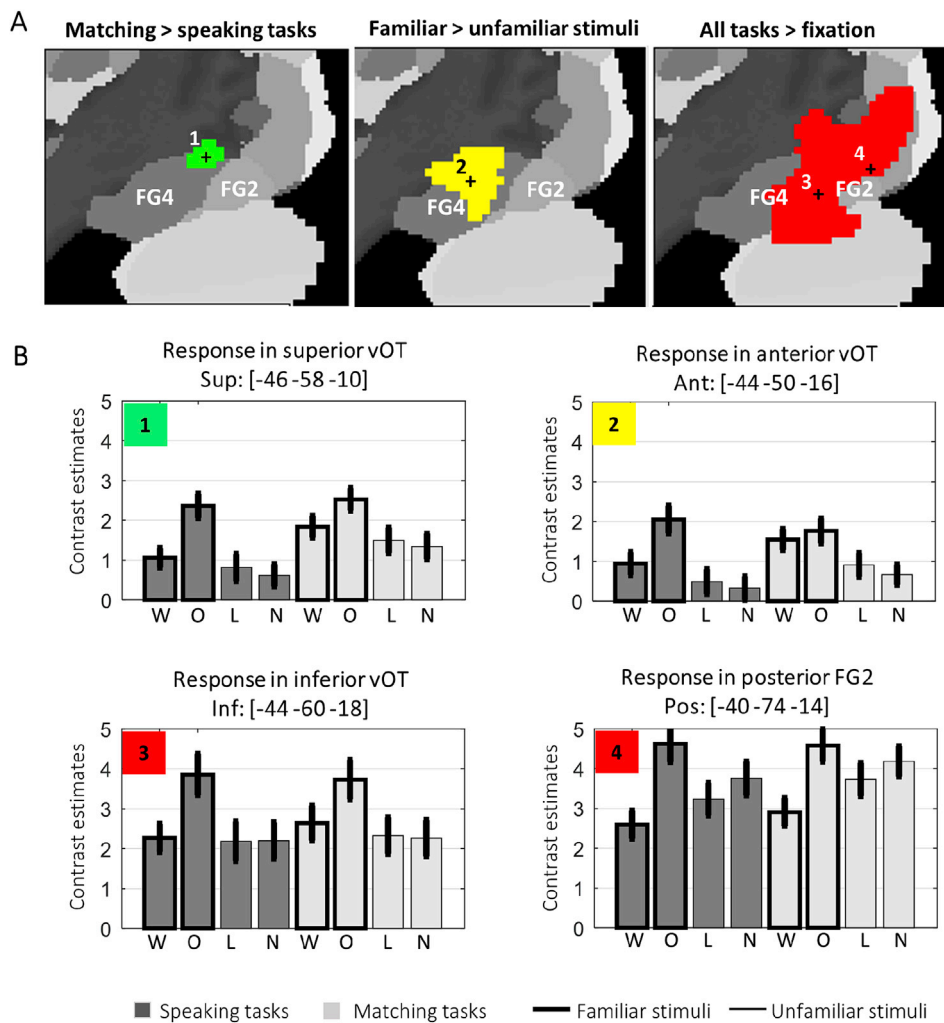 A
Matching > speaking tasks
Familiar > unfamiliar stimuli
All tasks > fixation
1
FG4
FG2
2
FG4
FG2
4
3
FG4
FG2
B
Response in superior vOT
Sup: [-46 -58 -10]
1
Contrast estimates
5
4
3
2
1
0
W O L N W O L N
Response in anterior vOT
Ant: [-44 -50 -16]
2
Contrast estimates
5
4
3
2
1
0
W O L N W O L N
Response in inferior vOT
Inf: [-44 -60 -18]
3
Contrast estimates
5
4
3
2
1
0
W O L N W O L N
Response in posterior FG2
Pos: [-40 -74 -14]
4
Contrast estimates
5
4
3
2
1
0
W O L N W O L N
Speaking tasks
Matching tasks
Familiar stimuli
Unfamiliar stimuli